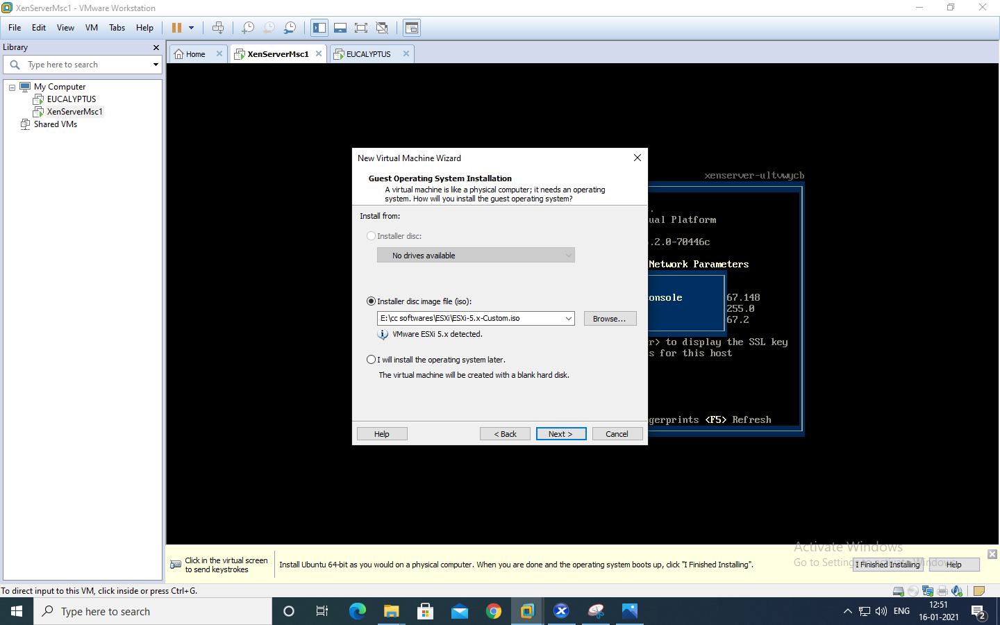 XenServerMsc1 - VMware Workstation
File Edit View VM Tabs Help
Library
Type here to search
My Computer
EUCALYPTUS
XenServerMsc1
Shared VMs
Home XenServerMsc1 EUCALYPTUS
xenserver-ultvwycb
ual Platform
.2.0-70446c
Network Parameters
onsole
67.148
255.0
67.2
r> to display the SSL key
s for this host
gerprints <F5> Refresh
New Virtual Machine Wizard
Guest Operating System Installation
A virtual machine is like a physical computer; it needs an operating
system. How will you install the guest operating system?
Install from:
Installer disc:
No drives available
Installer disc image file (iso):
E:\cc softwares\ESXi\ESXi-5.x-Custom.iso
Browse...
VMware ESXi 5.x detected.
I will install the operating system later.
The virtual machine will be created with a blank hard disk.
Help < Back Next > Cancel
Activate Windows
Go to Settings to activate Windows.
Click in the virtual screen
to send keystrokes
Install Ubuntu 64-bit as you would on a physical computer. When you are done and the operating system boots up, click "I Finished Installing".
I Finished Installing Help
To direct input to this VM, click inside or press Ctrl+G.
Type here to search
ENG
12:51
16-01-2021
2